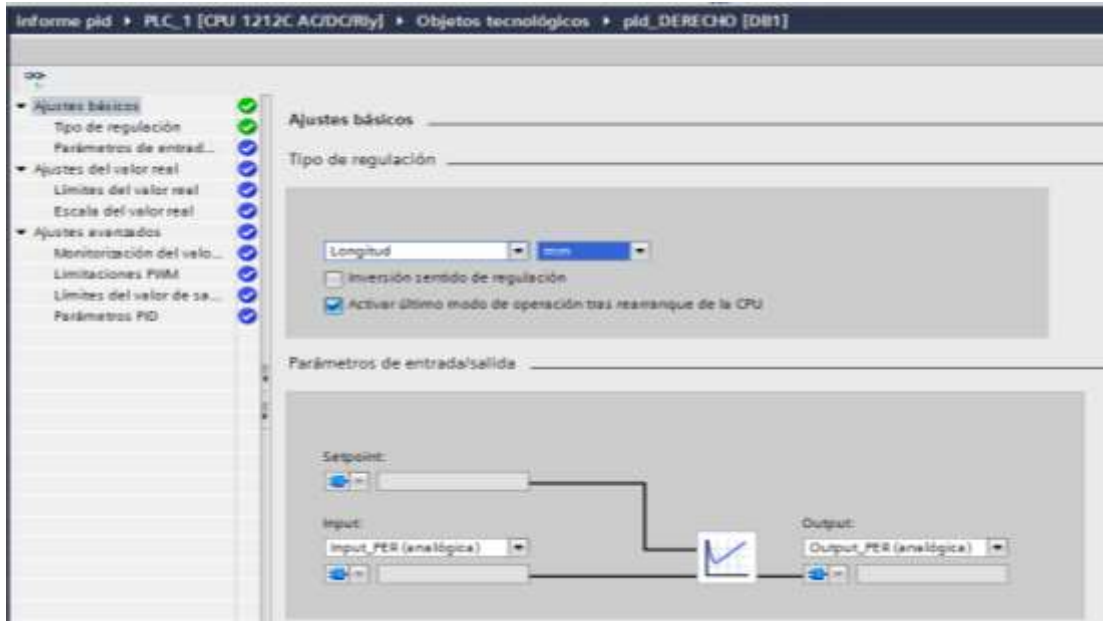 Informe pid ▸ PLC_1 [CPU 1212C AC/DC/Rly] ▸ Objetos tecnológicos ▸ pid_DERECHO [DB1]
Ajustes básicos
Tipo de regulación
Parámetros de entrad...
Ajustes del valor real
Límites del valor real
Escala del valor real
Ajustes avanzados
Monitorización del valo...
Limitaciones PWM
Límites del valor de sa...
Parámetros PID
Ajustes básicos
Tipo de regulación
Longitud mm
Inversión sentido de regulación
Activar último modo de operación tras rearranque de la CPU
Parámetros de entrada/salida
Setpoint:
Input: Output:
Input_PER (analógica) Output_PER (analógica)